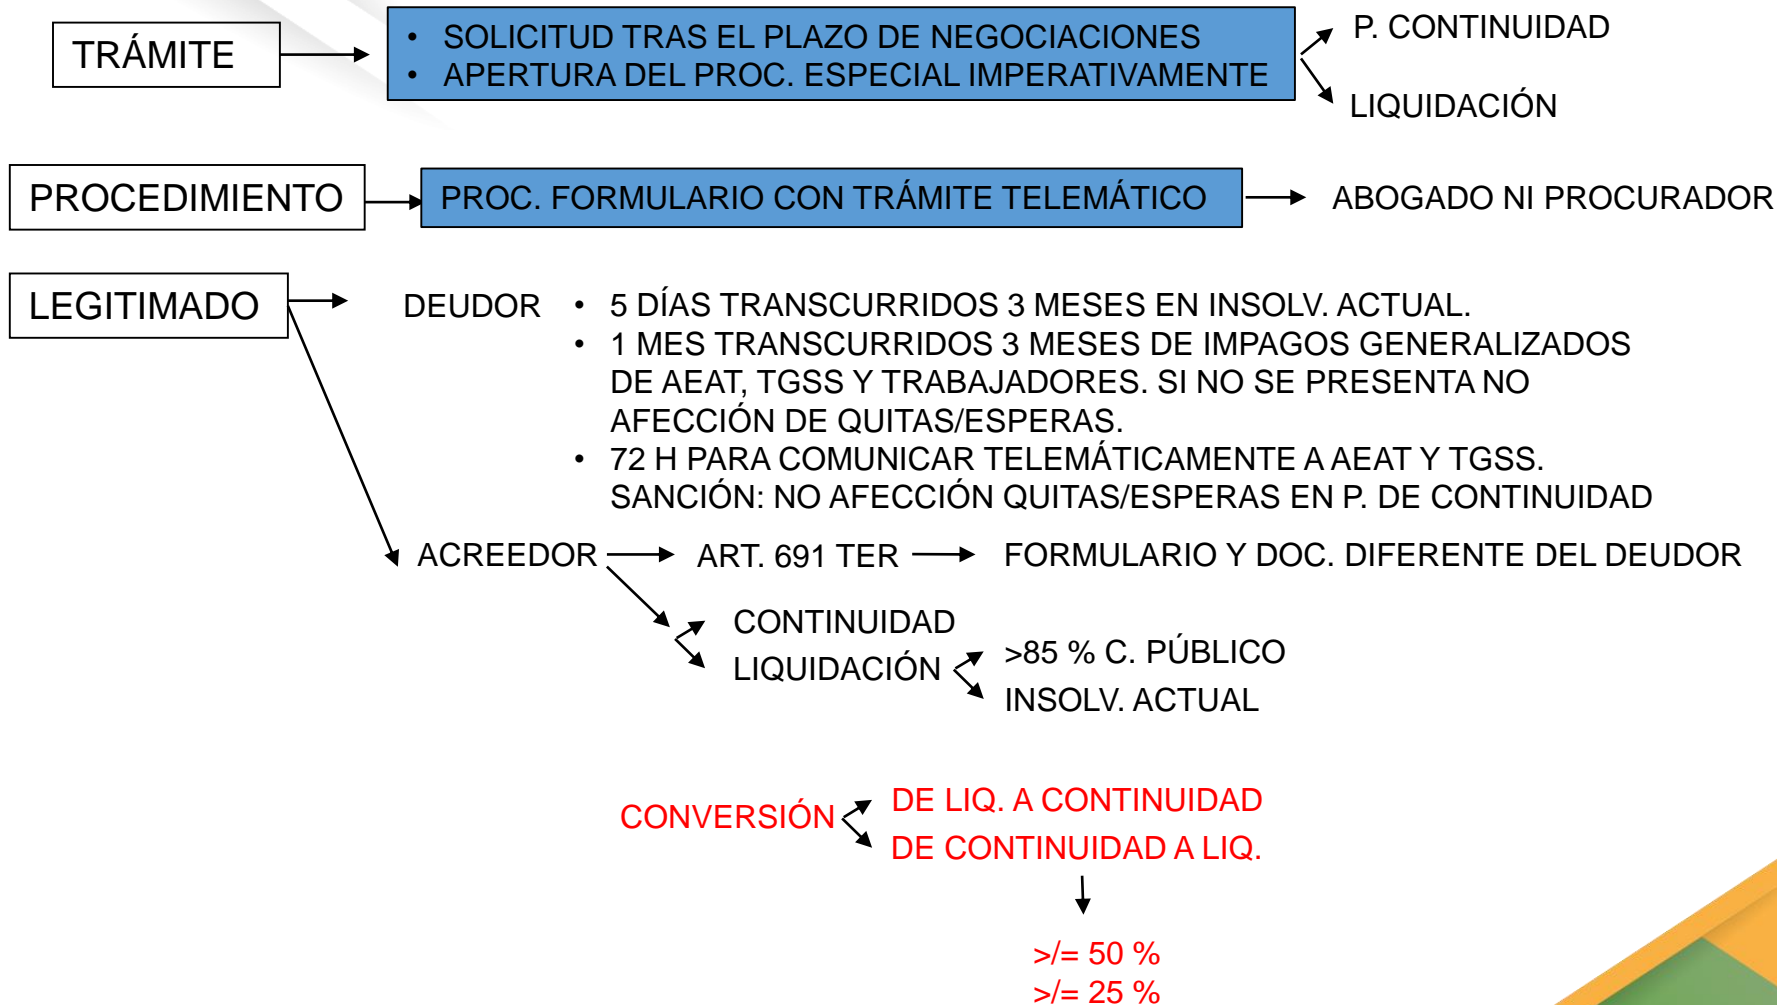 TRÁMITE
• SOLICITUD TRAS EL PLAZO DE NEGOCIACIONES
• APERTURA DEL PROC. ESPECIAL IMPERATIVAMENTE
P. CONTINUIDAD
LIQUIDACIÓN
PROCEDIMIENTO
PROC. FORMULARIO CON TRÁMITE TELEMÁTICO
ABOGADO NI PROCURADOR
LEGITIMADO
DEUDOR
• 5 DÍAS TRANSCURRIDOS 3 MESES EN INSOLV. ACTUAL.
• 1 MES TRANSCURRIDOS 3 MESES DE IMPAGOS GENERALIZADOS
DE AEAT, TGSS Y TRABAJADORES. SI NO SE PRESENTA NO
AFECCIÓN DE QUITAS/ESPERAS.
• 72 H PARA COMUNICAR TELEMÁTICAMENTE A AEAT Y TGSS.
SANCIÓN: NO AFECCIÓN QUITAS/ESPERAS EN P. DE CONTINUIDAD
ACREEDOR
ART. 691 TER
FORMULARIO Y DOC. DIFERENTE DEL DEUDOR
CONTINUIDAD
LIQUIDACIÓN
>85 % C. PÚBLICO
INSOLV. ACTUAL
CONVERSIÓN
DE LIQ. A CONTINUIDAD
DE CONTINUIDAD A LIQ.
>/= 50 %
>/= 25 %